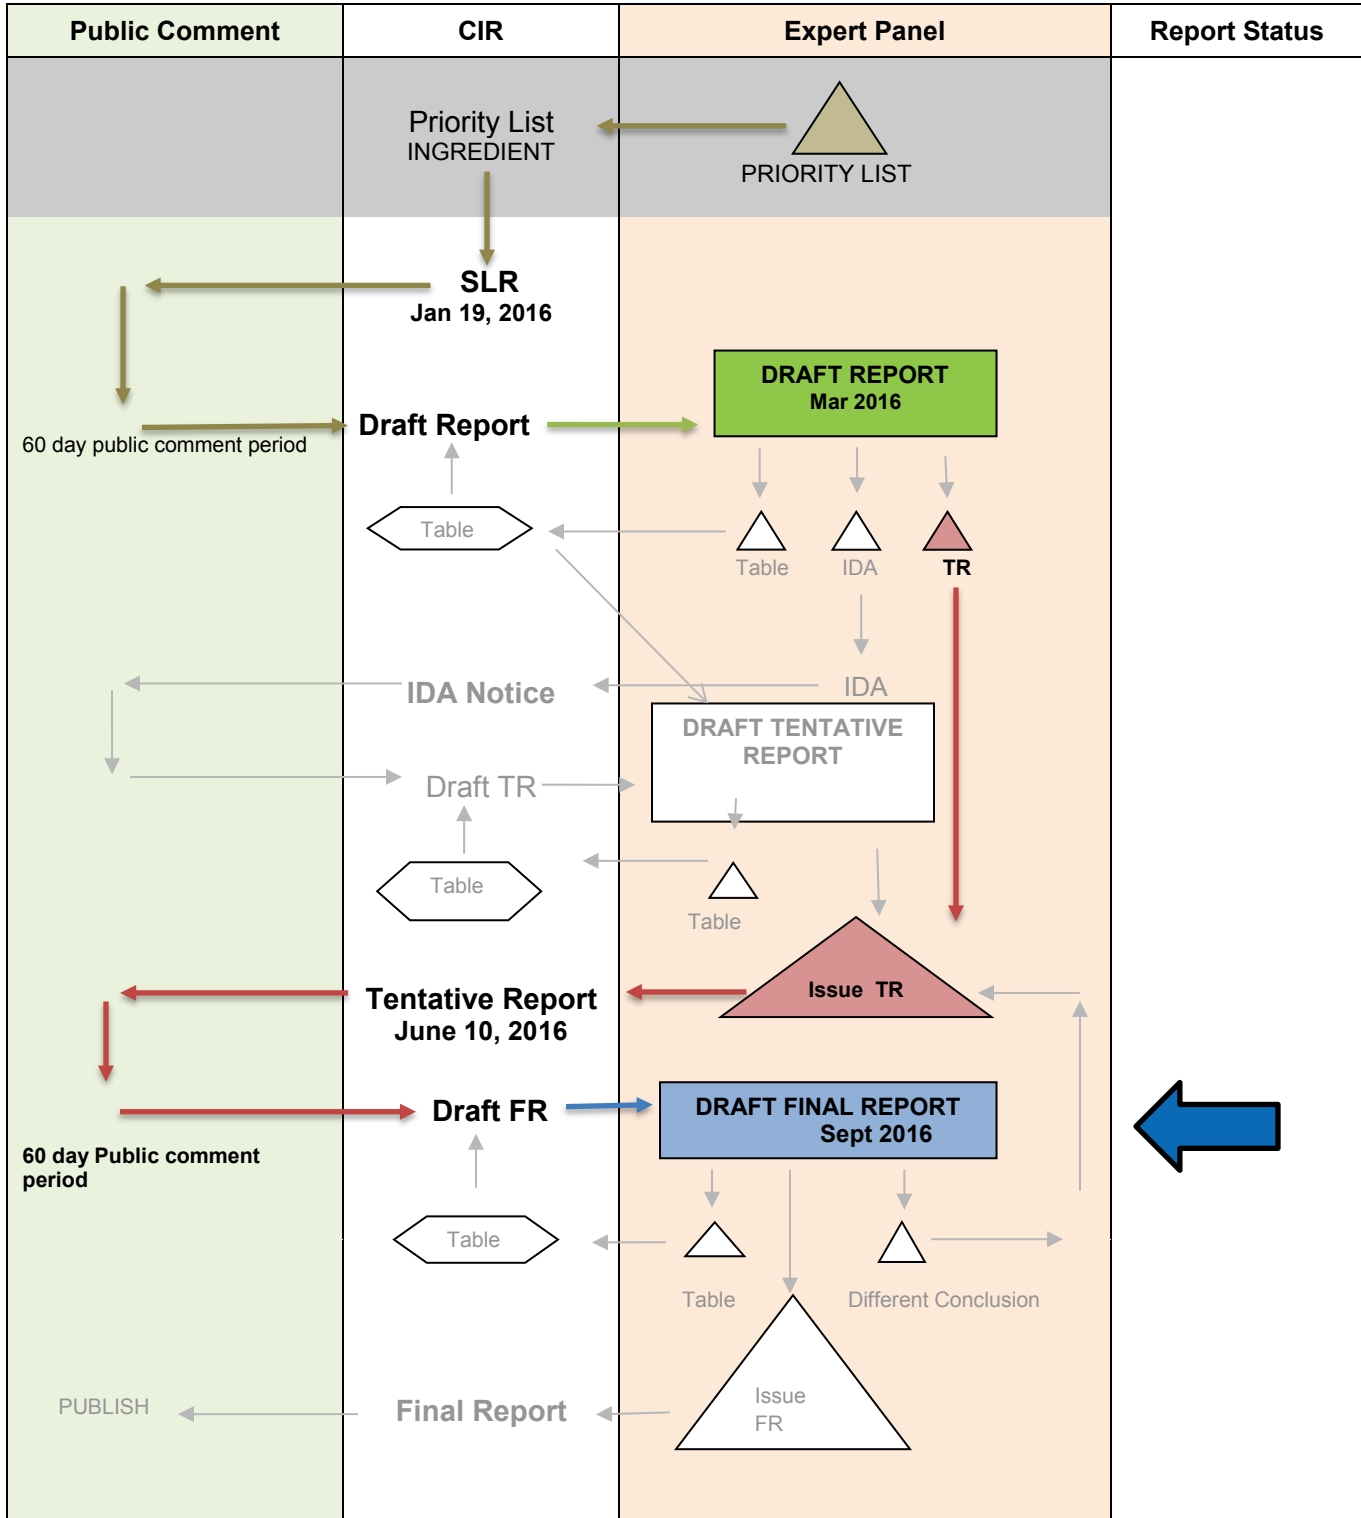 Public Comment
CIR
Expert Panel
Report Status
Priority List
INGREDIENT
PRIORITY LIST
SLR
Jan 19, 2016
DRAFT REPORT
Mar 2016
60 day public comment period
Draft Report
Table
Table
IDA
TR
IDA Notice
IDA
DRAFT TENTATIVE
REPORT
Draft TR
Table
Table
Issue TR
Tentative Report
June 10, 2016
Draft FR
DRAFT FINAL REPORT
Sept 2016
60 day Public comment
period
Table
Table
Different Conclusion
PUBLISH
Final Report
Issue
FR